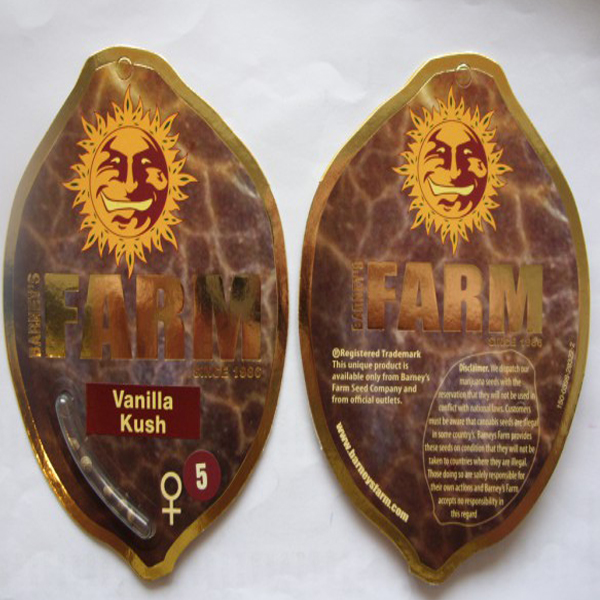 BARNEY'S
FARM
SINCE 1986
Vanilla
Kush
5
BARNEY'S
FARM
SINCE 1986
®Registered Trademark
This unique product is
available only from Barney's
Farm Seed Company and
from official outlets.
www.barneysfarm.com
Disclaimer. We dispatch our
marijuana seeds with the
reservation that they will not be used in
conflict with national laws. Customers
must be aware that cannabis seeds are illegal
in some country's. Barneys Farm provides
these seeds on condition that they will not be
taken to countries where they are illegal.
Those doing so are solely responsible for
their own actions and Barney's Farm
accepts no responsibility in
this regard